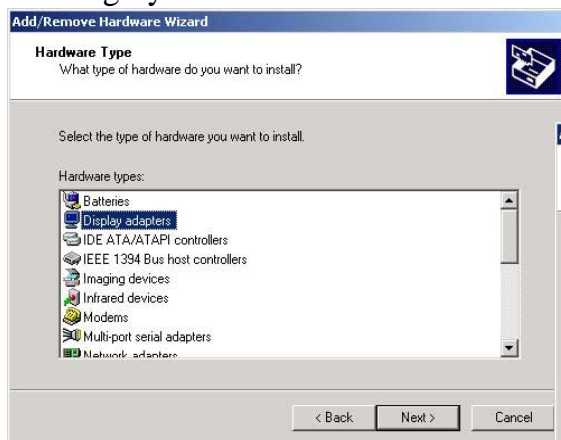 Add/Remove Hardware Wizard
Hardware Type
What type of hardware do you want to install?
Select the type of hardware you want to install.
Hardware types:
Batteries
Display adapters
IDE ATA/ATAPI controllers
IEEE 1394 Bus host controllers
Imaging devices
Infrared devices
Modems
Multi-port serial adapters
Network adapters
< Back Next > Cancel